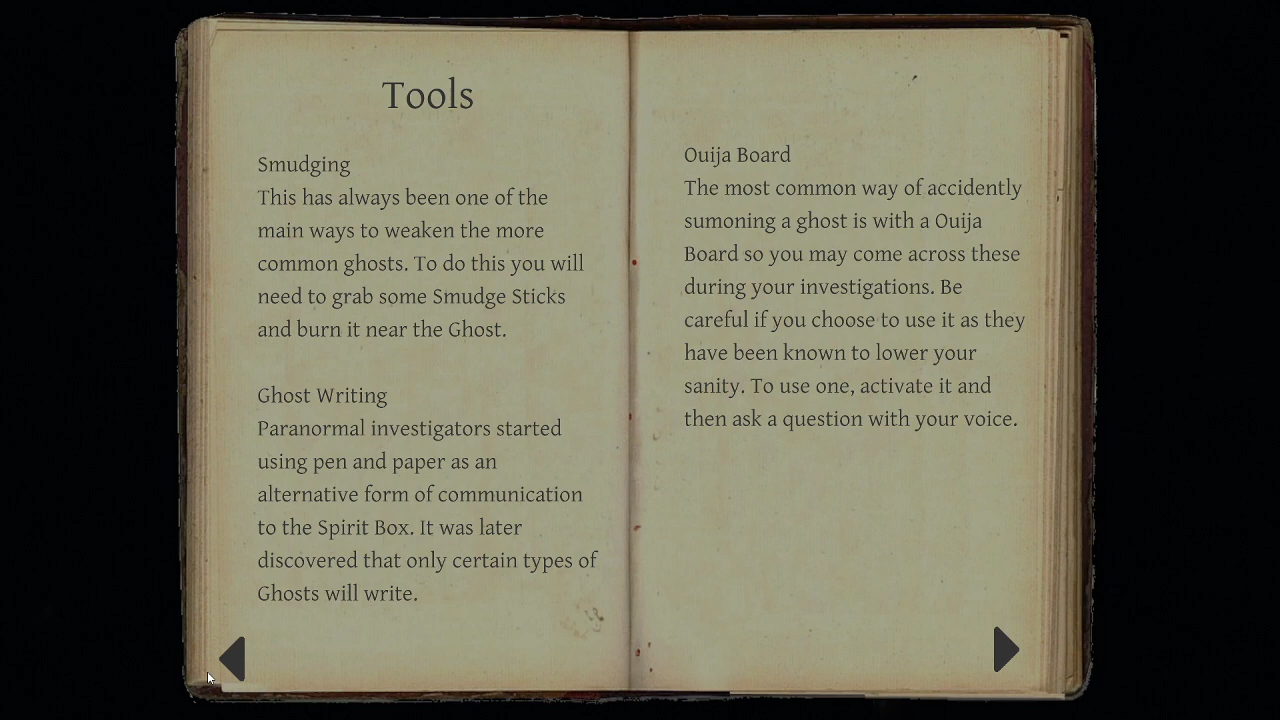 Tools
Smudging
This has always been one of the
main ways to weaken the more
common ghosts. To do this you will
need to grab some Smudge Sticks
and burn it near the Ghost.
Ghost Writing
Paranormal investigators started
using pen and paper as an
alternative form of communication
to the Spirit Box. It was later
discovered that only certain types of
Ghosts will write.
Ouija Board
The most common way of accidently
sumoning a ghost is with a Ouija
Board so you may come across these
during your investigations. Be
careful if you choose to use it as they
have been known to lower your
sanity. To use one, activate it and
then ask a question with your voice.